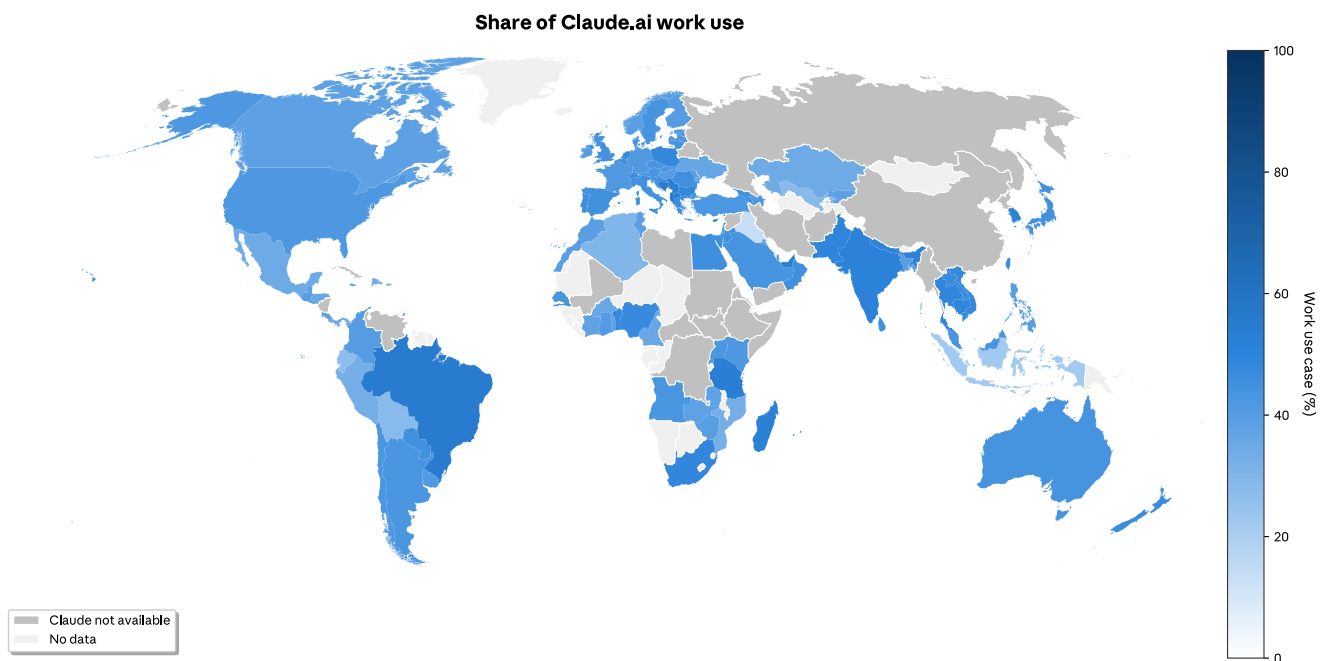 Share of Claude.ai work use
100
80
60
40
20
0
Work use case (%)
Claude not available
No data